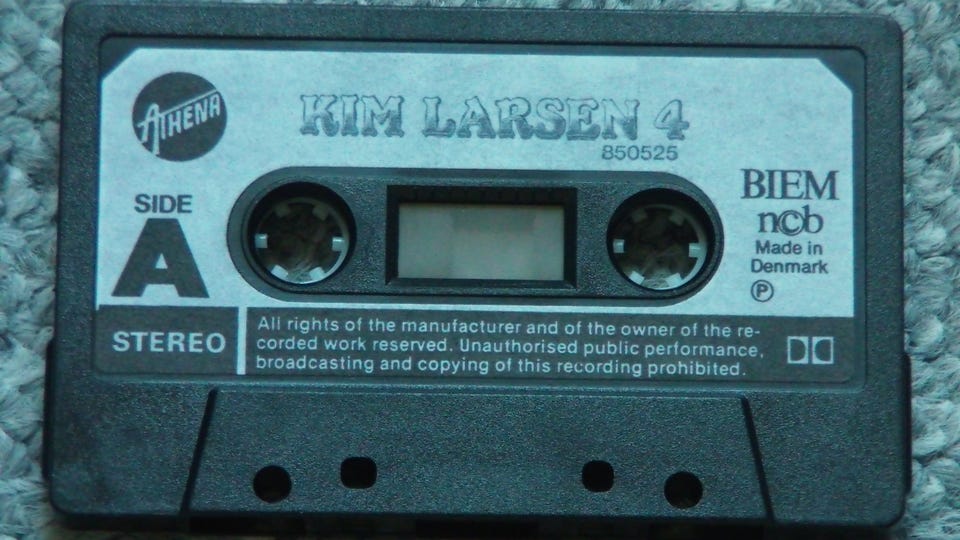 ATHENA
KIM LARSEN 4
850525
SIDE
A
BIEM
n©b
Made in
Denmark
Ⓟ
STEREO
All rights of the manufacturer and of the owner of the re-
corded work reserved. Unauthorised public performance,
broadcasting and copying of this recording prohibited.